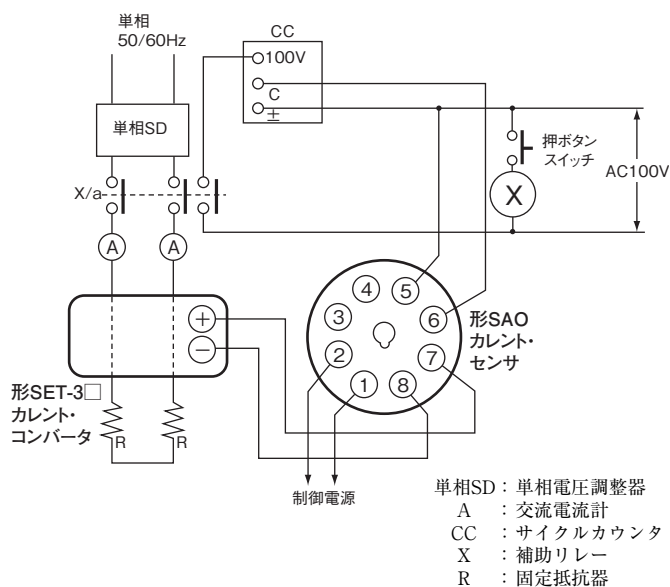 単相
50/60Hz
CC
100V
C
±
単相SD
押ボタン
スイッチ
AC100V
X
X/a
A
A
+
−
4
5
3
6
2
7
1
8
形SAO
カレント・
センサ
形SET-3□
カレント・
コンバータ
R
R
制御電源
単相SD：単相電圧調整器
A：交流電流計
CC：サイクルカウンタ
X：補助リレー
R：固定抵抗器